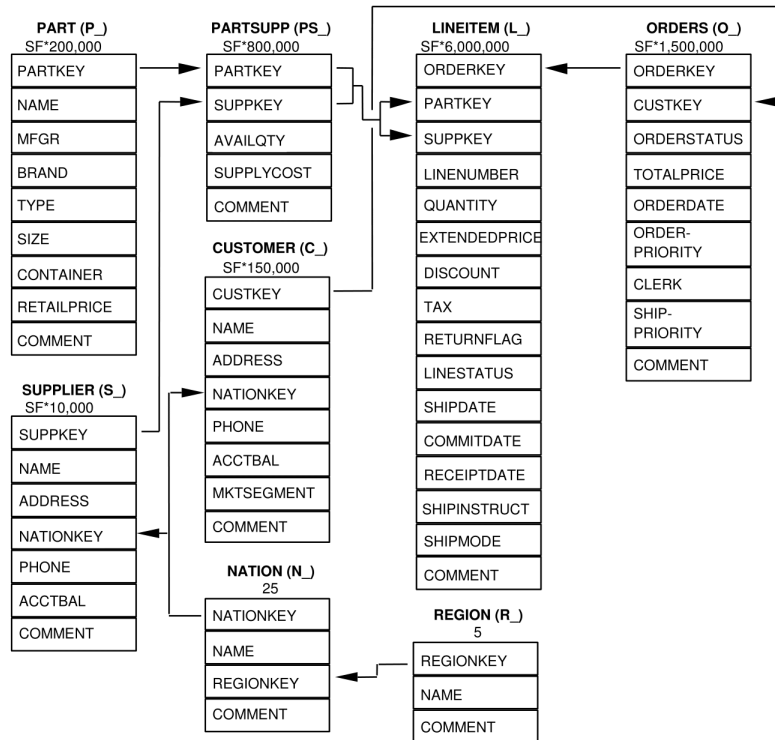 PART (P_)
SF*200,000
PARTKEY
NAME
MFGR
BRAND
TYPE
SIZE
CONTAINER
RETAILPRICE
COMMENT
SUPPLIER (S_)
SF*10,000
SUPPKEY
NAME
ADDRESS
NATIONKEY
PHONE
ACCTBAL
COMMENT
PARTSUPP (PS_)
SF*800,000
PARTKEY
SUPPKEY
AVAILQTY
SUPPLYCOST
COMMENT
CUSTOMER (C_)
SF*150,000
CUSTKEY
NAME
ADDRESS
NATIONKEY
PHONE
ACCTBAL
MKTSEGMENT
COMMENT
NATION (N_)
25
NATIONKEY
NAME
REGIONKEY
COMMENT
LINEITEM (L_)
SF*6,000,000
ORDERKEY
PARTKEY
SUPPKEY
LINENUMBER
QUANTITY
EXTENDEDPRICE
DISCOUNT
TAX
RETURNFLAG
LINESTATUS
SHIPDATE
COMMITDATE
RECEIPTDATE
SHIPINSTRUCT
SHIPMODE
COMMENT
REGION (R_)
5
REGIONKEY
NAME
COMMENT
ORDERS (O_)
SF*1,500,000
ORDERKEY
CUSTKEY
ORDERSTATUS
TOTALPRICE
ORDERDATE
ORDER-
PRIORITY
CLERK
SHIP-
PRIORITY
COMMENT